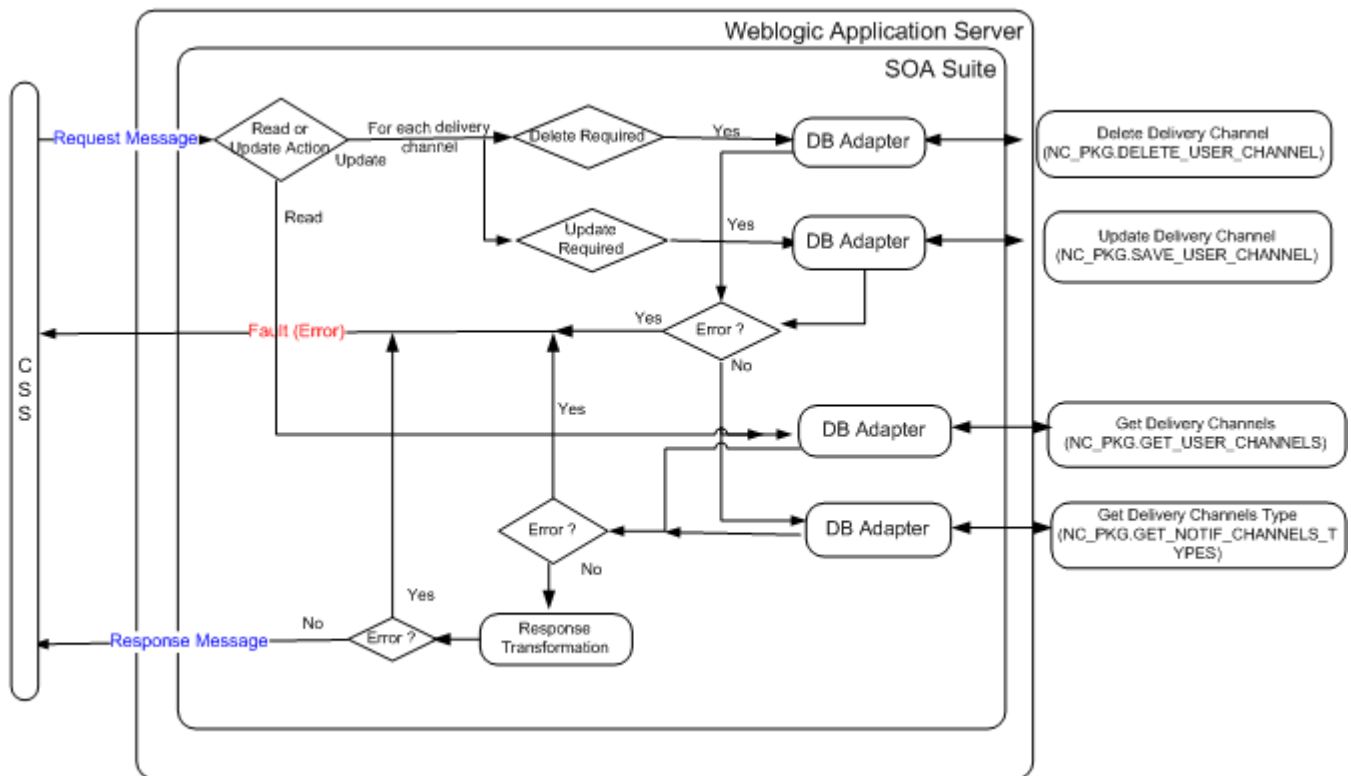 Weblogic Application Server
SOA Suite
Request Message
Read or
Update Action
Update
For each delivery
channel
Delete Required
Yes
DB Adapter
Delete Delivery Channel
(NC_PKG.DELETE_USER_CHANNEL)
Read
Update
Required
Yes
DB Adapter
Update Delivery Channel
(NC_PKG.SAVE_USER_CHANNEL)
Fault (Error)
Yes
Error ?
No
C
S
S
Yes
DB Adapter
Get Delivery Channels
(NC_PKG.GET_USER_CHANNELS)
Error ?
No
DB Adapter
Get Delivery Channels Type
(NC_PKG.GET_NOTIF_CHANNELS_T
YPES)
Yes
Response Message
No
Error ?
Response
Transformation